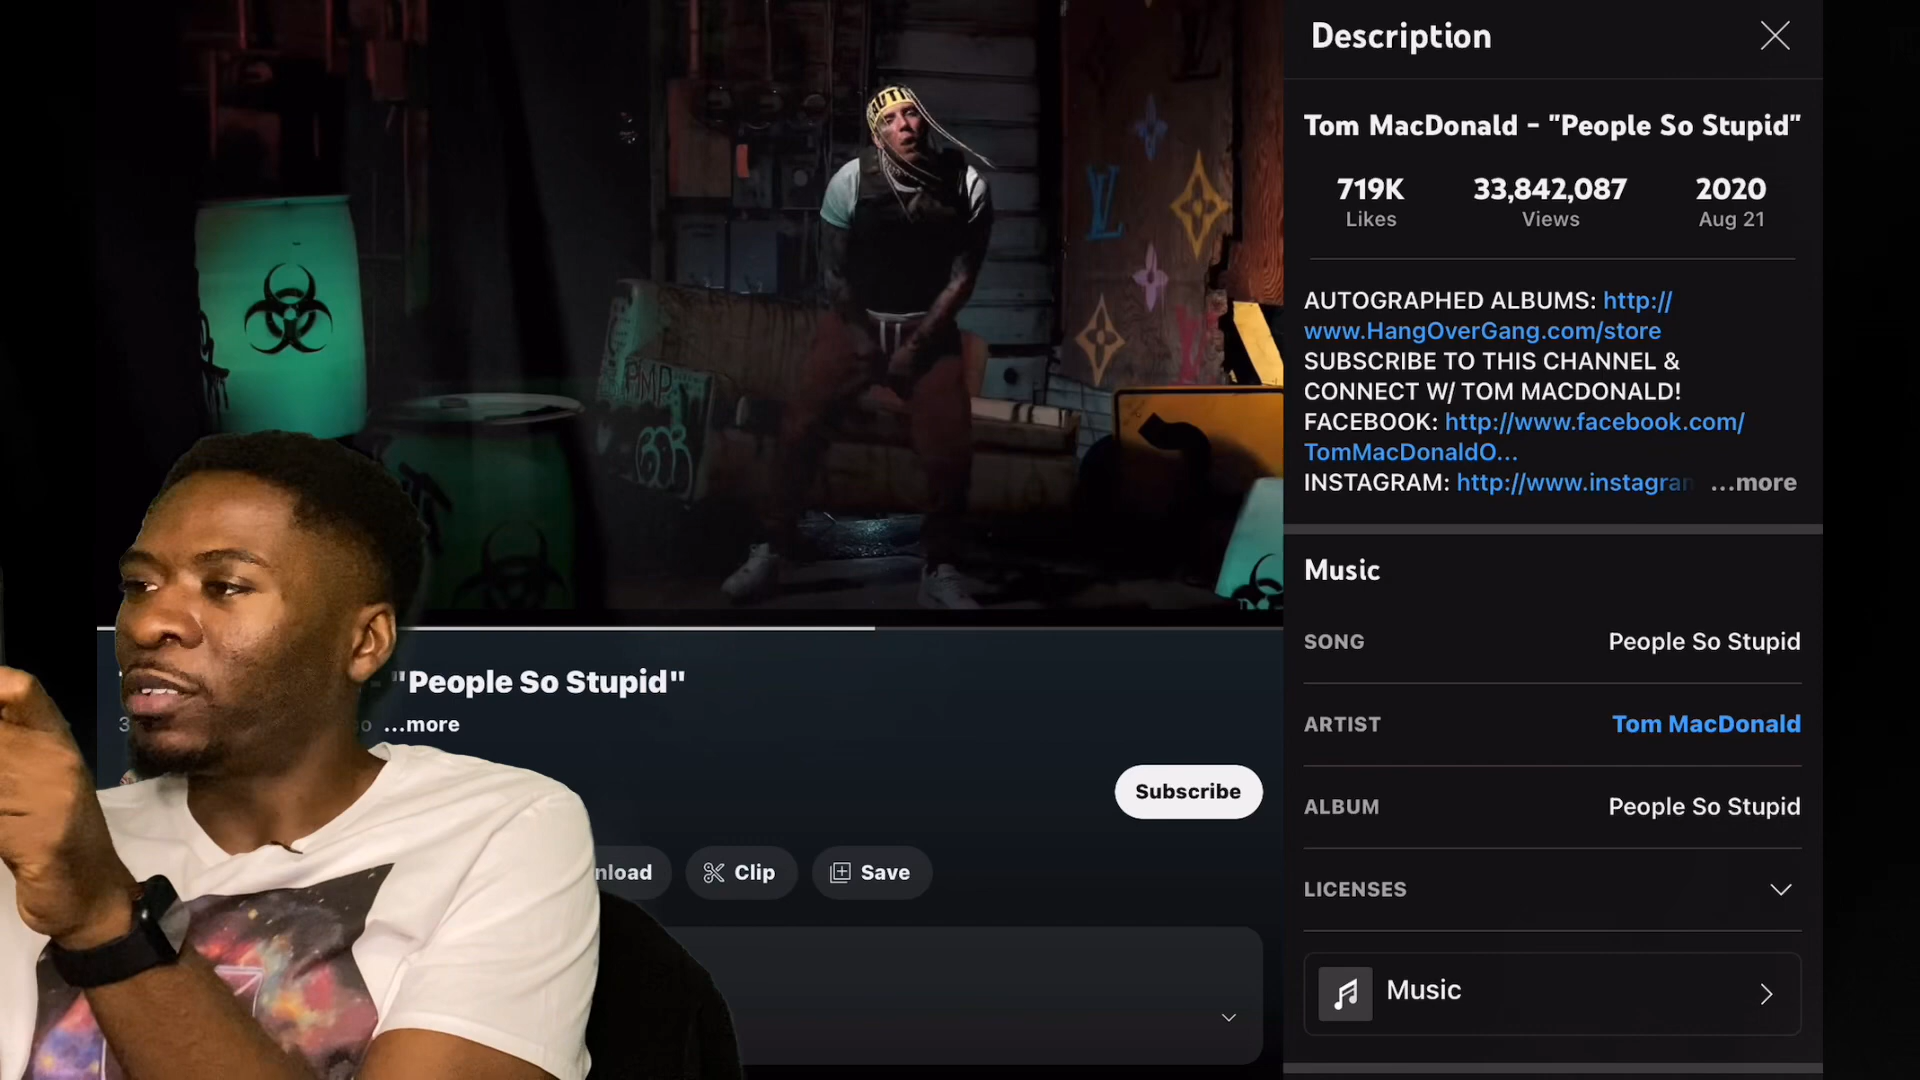 Description
Tom MacDonald - "People So Stupid"
719K
33,842,087
2020
Likes
Views
Aug 21
AUTOGRAPHED ALBUMS: http://
www.HangOverGang.com/store
SUBSCRIBE TO THIS CHANNEL &
CONNECT W/ TOM MACDONALD!
FACEBOOK: http://www.facebook.com/
TomMacDonaldO...
INSTAGRAM: http://www.instagran ...more
Music
SONG
People So Stupid
ARTIST
Tom MacDonald
ALBUM
People So Stupid
LICENSES
Music
"People So Stupid"
...more
Subscribe
nload
Clip
Save
PMP